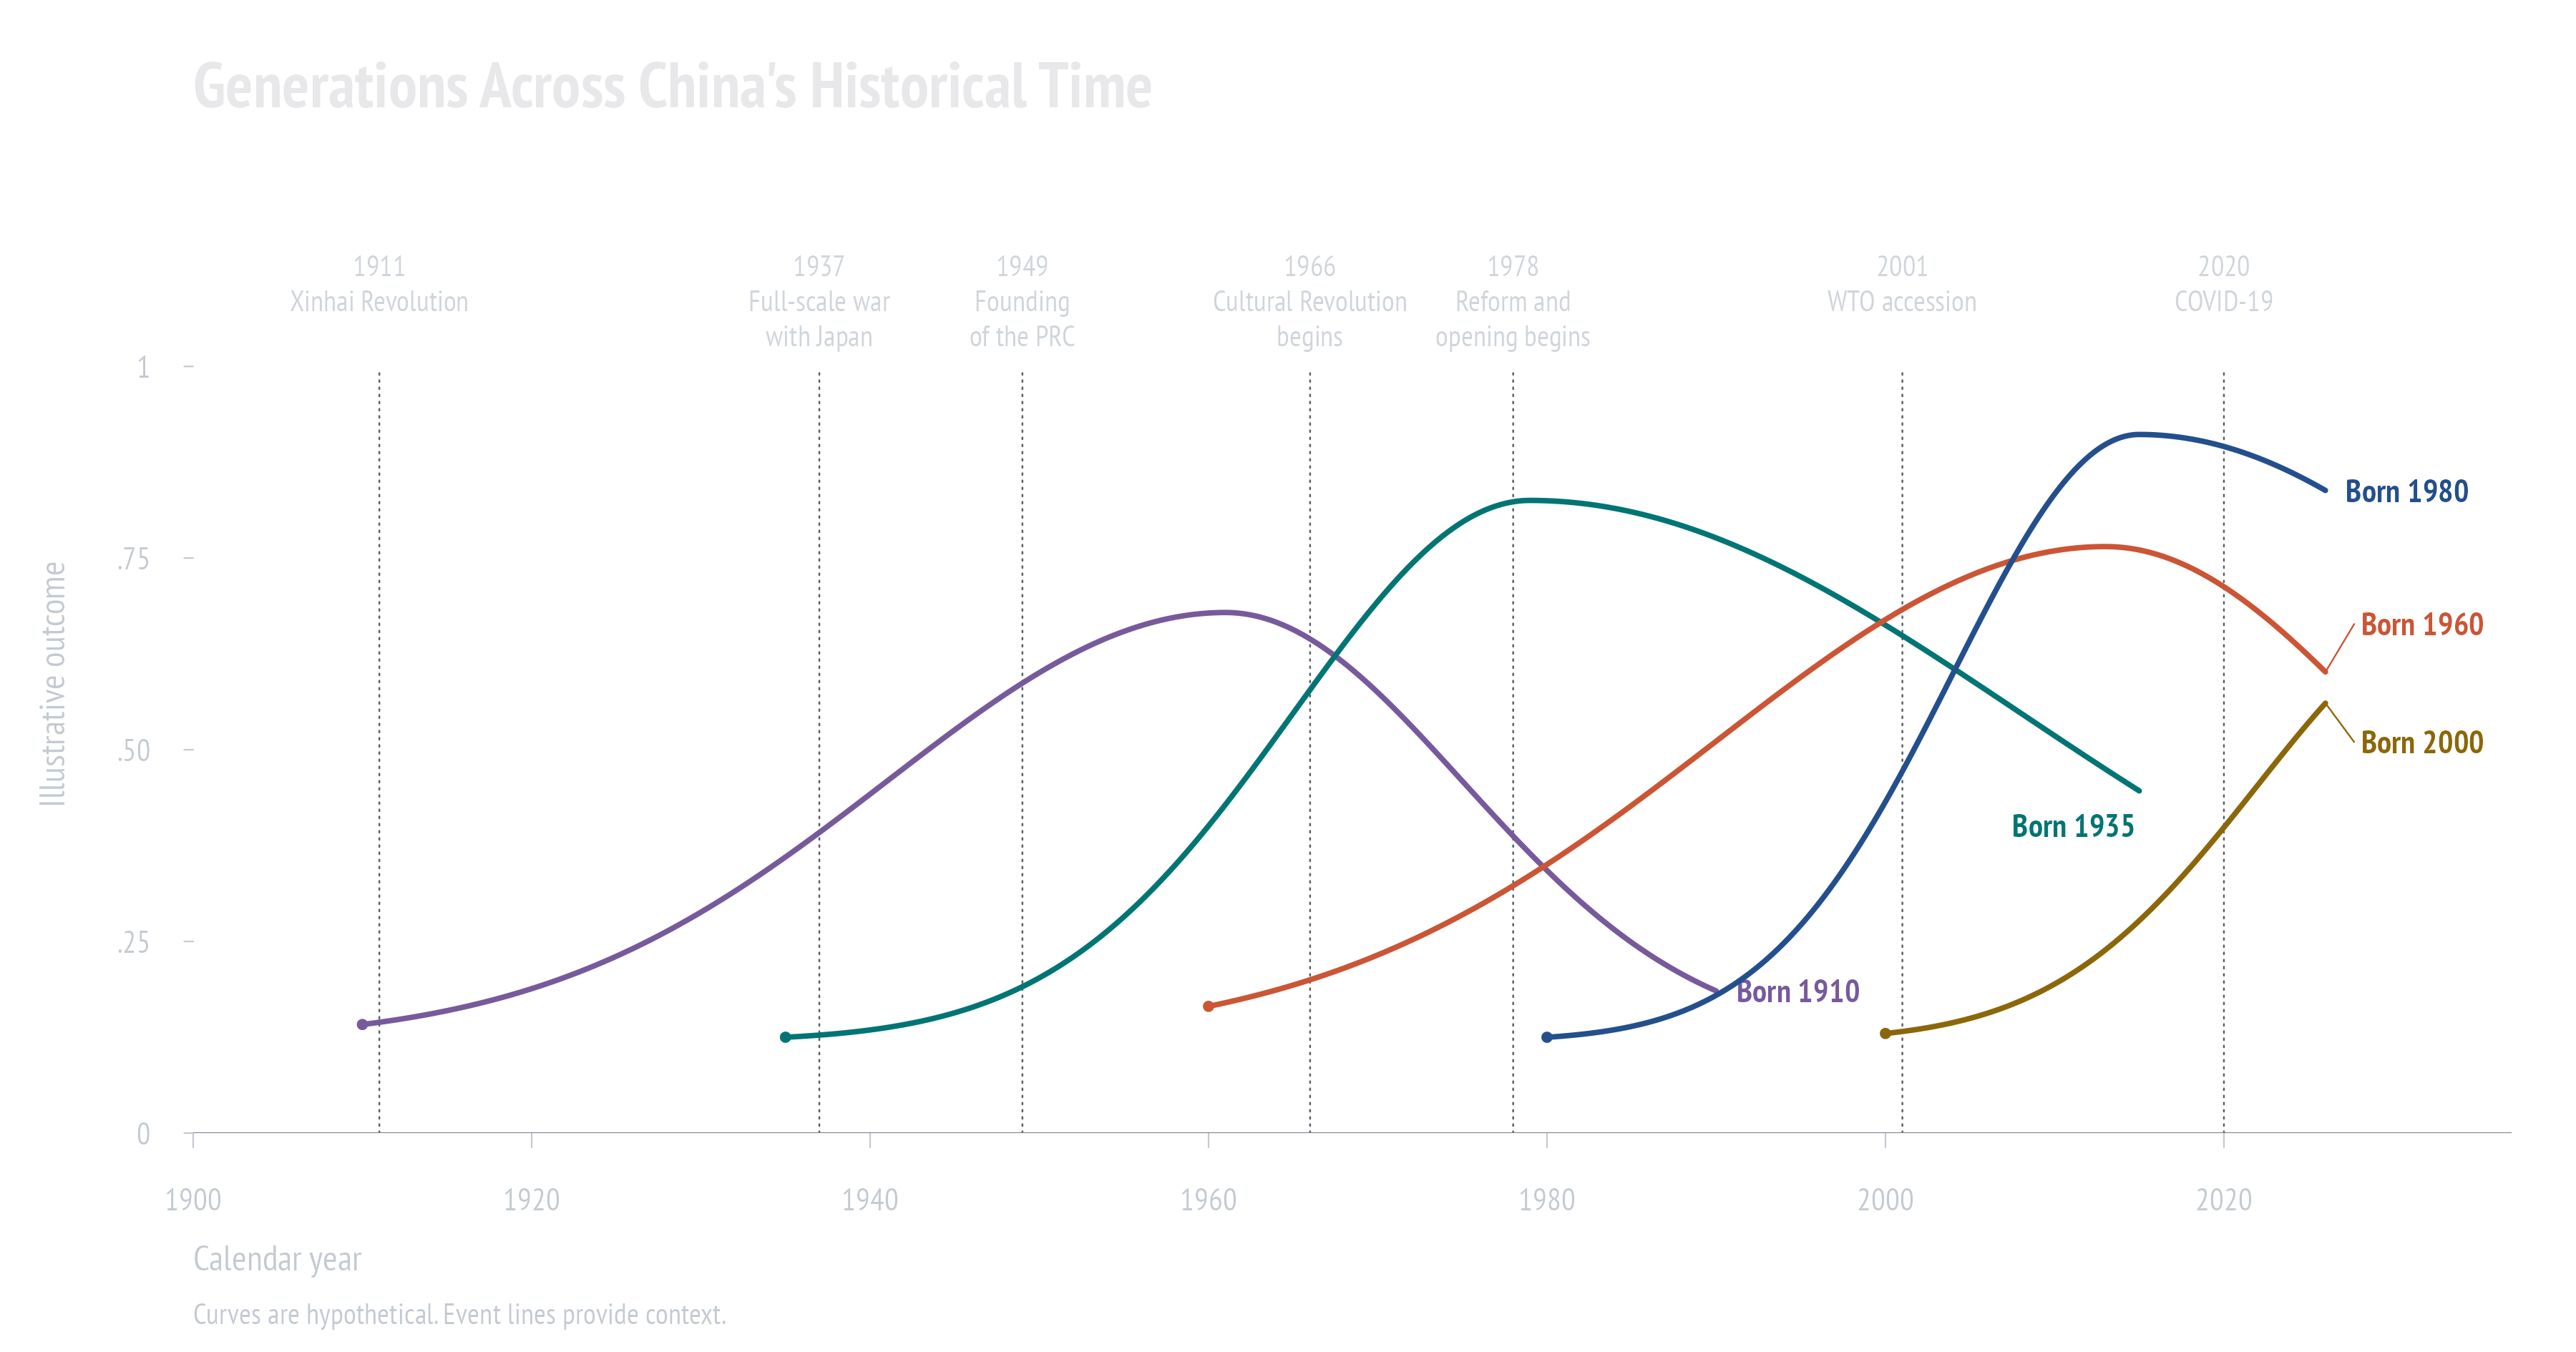 Generations Across China's Historical Time
1911
Xinhai Revolution
1937
Full-scale war
with Japan
1949
Founding
of the PRC
1966
Cultural Revolution
begins
1978
Reform and
opening begins
2001
WTO accession
2020
COVID-19
Illustrative outcome
1
.75
.50
.25
0
Born 1980
Born 1960
Born 2000
Born 1935
Born 1910
1900
1920
1940
1960
1980
2000
2020
Calendar year
Curves are hypothetical. Event lines provide context.